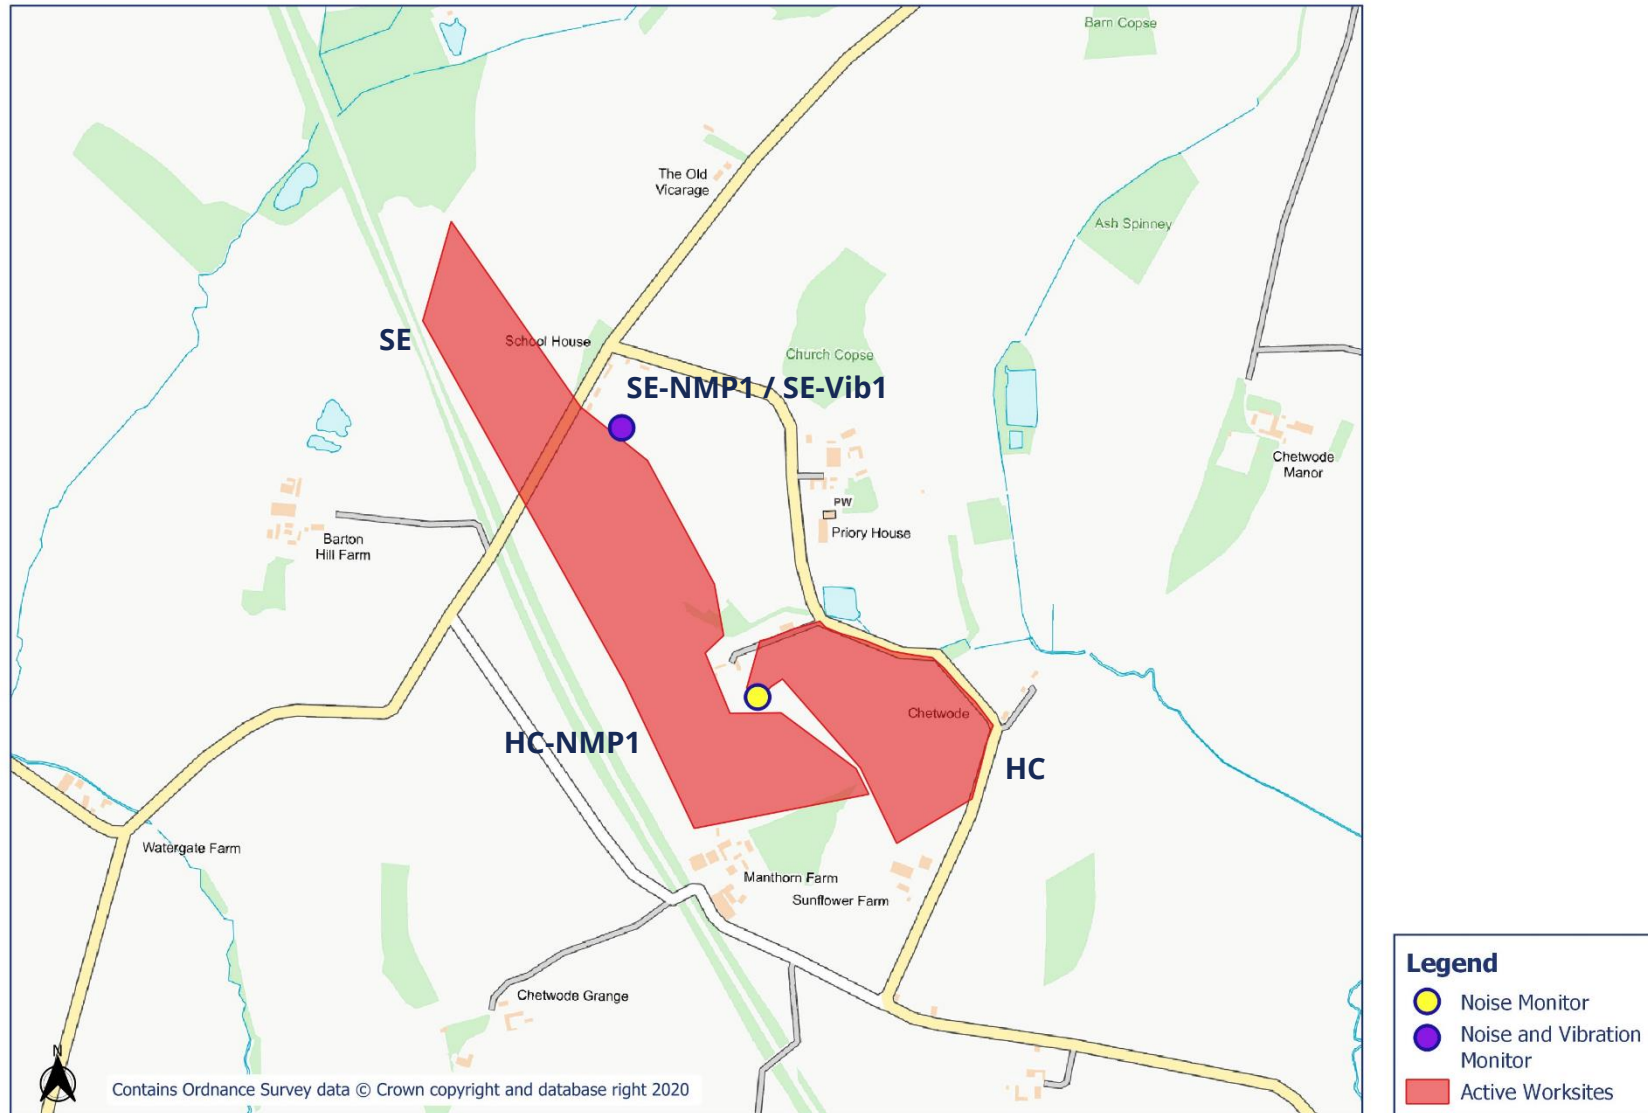 Barn Copse
The Old
Vicarage
Ash Spinney
SE
School House
Church Copse
SE-NMP1 / SE-Vib1
Chetwode
Manor
PW
Priory House
Barton
Hill Farm
Chetwode
HC-NMP1
HC
Watergate Farm
Manthorn Farm
Sunflower Farm
Chetwode Grange
N
Contains Ordnance Survey data © Crown copyright and database right 2020
Legend
Noise Monitor
Noise and Vibration
Monitor
Active Worksites